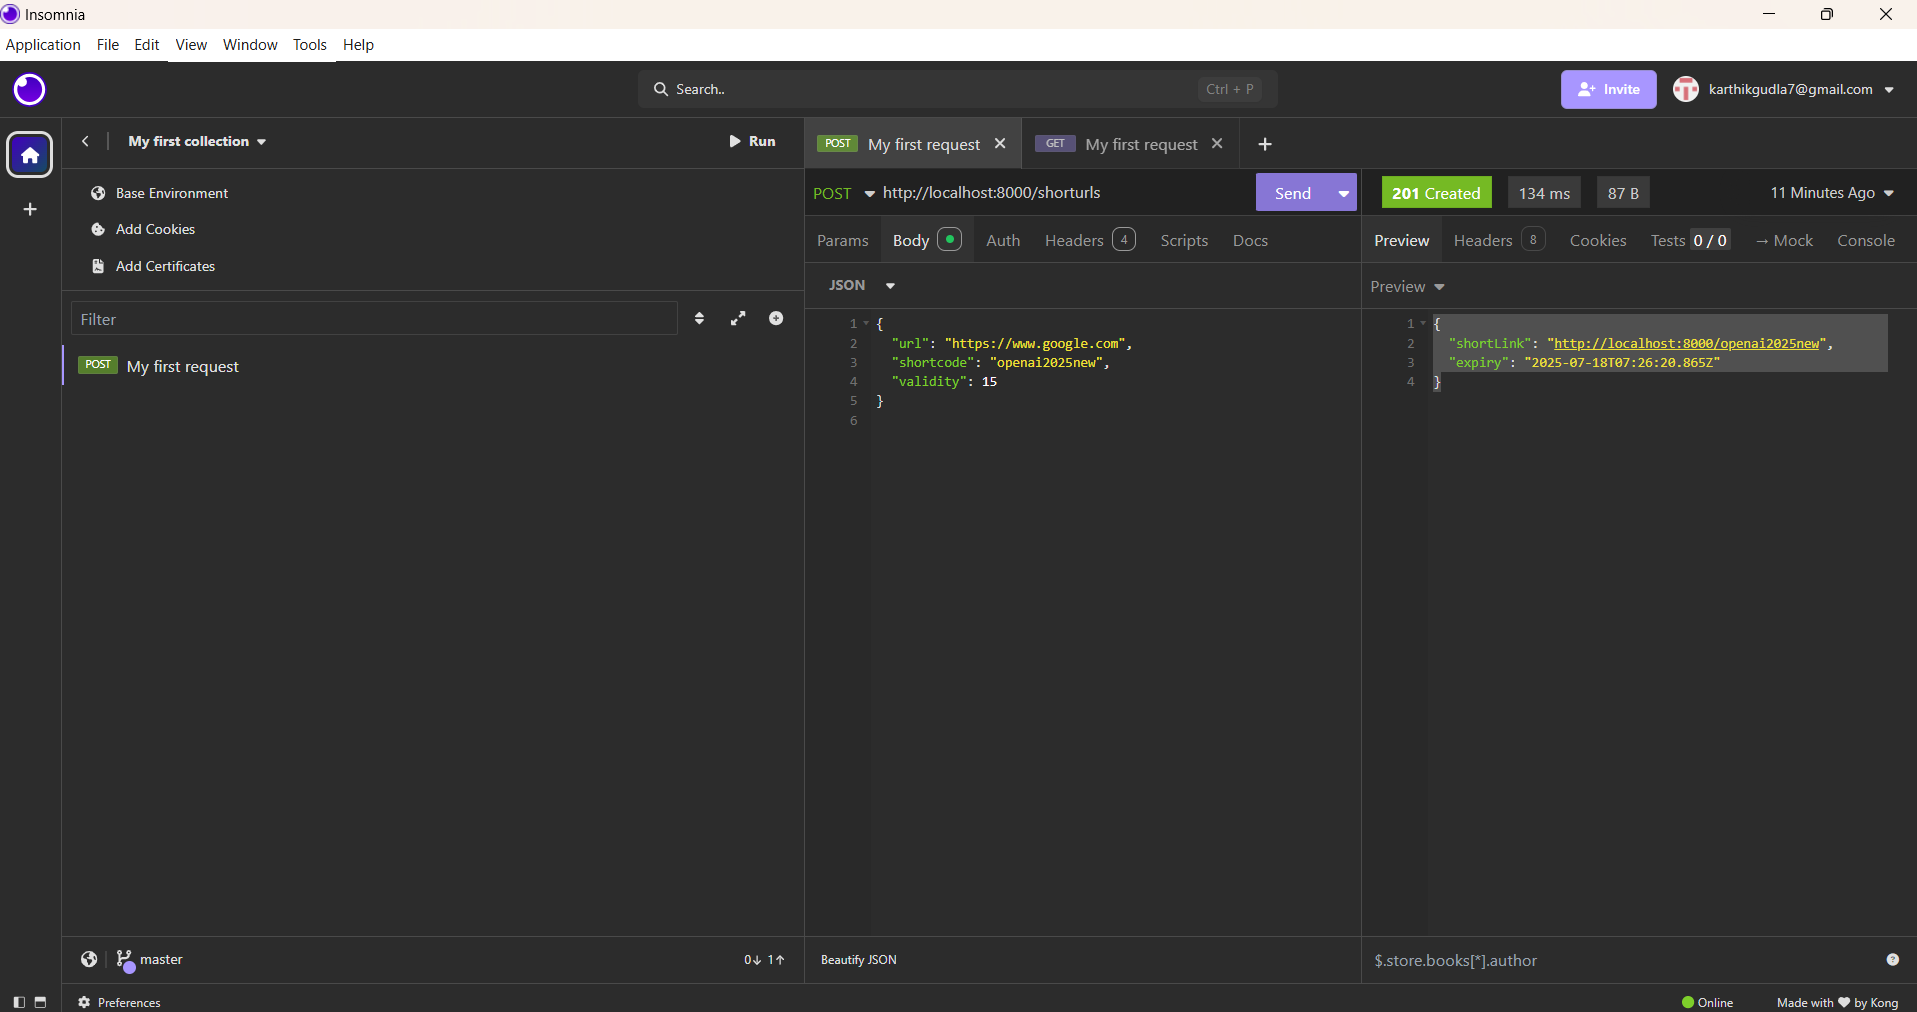 Insomnia
Application File Edit View Window Tools Help
Search.. Ctrl + P
Invite
karthikgudla7@gmail.com
My first collection
Run
POST My first request
GET My first request
Base Environment
Add Cookies
Add Certificates
Filter
POST My first request
POST http://localhost:8000/shorturls
Send
201 Created 134 ms 87 B 11 Minutes Ago
Params Body Auth Headers 4 Scripts Docs
Preview Headers 8 Cookies Tests 0 / 0 → Mock Console
JSON
Preview
1 {
2 "url": "https://www.google.com",
3 "shortcode": "openai2025new",
4 "validity": 15
5 }
6
1 {
2 "shortLink": "http://localhost:8000/openai2025new",
3 "expiry": "2025-07-18T07:26:20.865Z"
4 }
master 0↓ 1↑
Beautify JSON
$.store.books[*].author
Preferences
Online
Made with ❤ by Kong